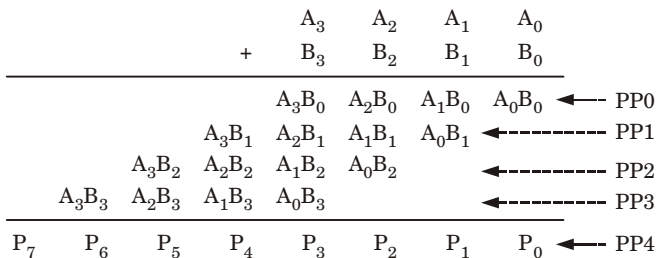 A₃ A₂ A₁ A₀
+ B₃ B₂ B₁ B₀
A₃B₀ A₂B₀ A₁B₀ A₀B₀ PP0
A₃B₁ A₂B₁ A₁B₁ A₀B₁ PP1
A₃B₂ A₂B₂ A₁B₂ A₀B₂ PP2
A₃B₃ A₂B₃ A₁B₃ A₀B₃ PP3
P₇ P₆ P₅ P₄ P₃ P₂ P₁ P₀ PP4